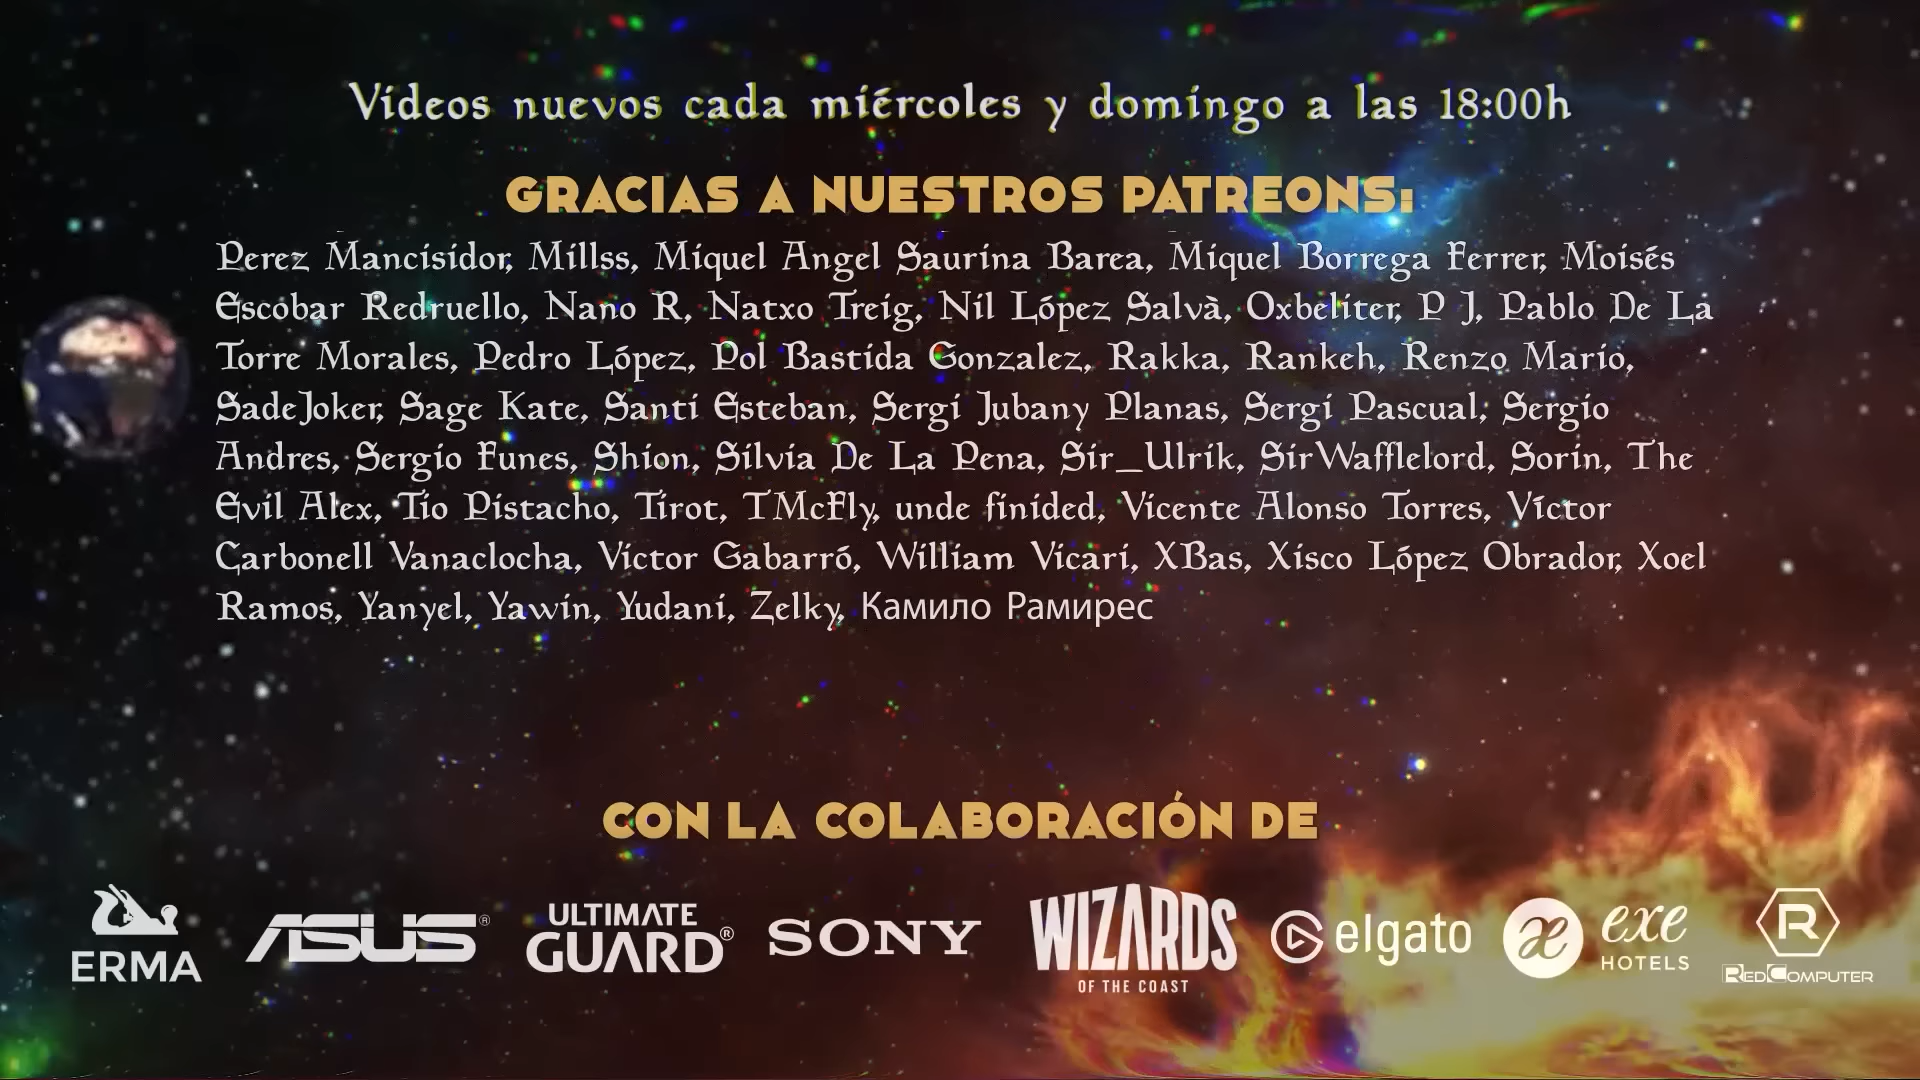 Vídeos nuevos cada miércoles y domingo a las 18:00h
GRACIAS A NUESTROS PATREONS:
Perez Mancisidor, Millss, Miquel Angel Saurina Barea, Miquel Borrega Ferrer, Moisés
Escobar Redruello, Nano R, Natxo Treig, Nil López Salvà, Oxbeliter, P J, Pablo De La
Torre Morales, Pedro López, Pol Bastida Gonzalez, Rakka, Rankeh, Renzo Mario,
SadeJoker, Sage Kate, Santi Esteban, Sergi Jubany Planas, Sergi Pascual, Sergio
Andres, Sergio Funes, Shion, Silvia De La Pena, Sir_Ulrik, SirWafflelord, Sorin, The
Evil Alex, Tio Pistacho, Tirot, TMcFly, unde finided, Vicente Alonso Torres, Víctor
Carbonell Vanaclocha, Víctor Gabarró, William Vicari, XBas, Xisco López Obrador, Xoel
Ramos, Yanyel, Yawin, Yudani, Zelky, Камило Рамирес
CON LA COLABORACIÓN DE
ERMA
ASUS®
ULTIMATE
GUARD®
SONY
WIZARDS
OF THE COAST
elgato
æ
exe
HOTELS
R
REDCOMPUTER